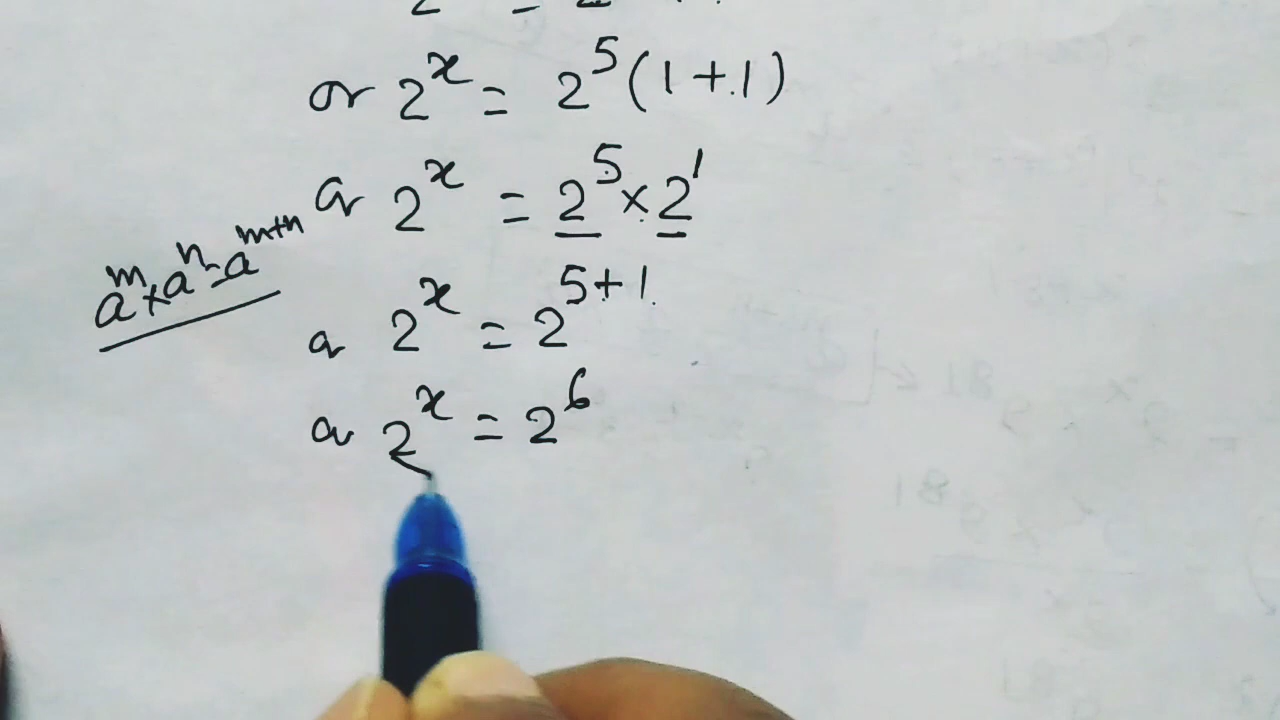 or 2^x = 2^5(1+1)
or 2^x = 2^5 × 2^1
a^m × a^n = a^{m+n}
or 2^x = 2^{5+1}
or 2^x = 2^6